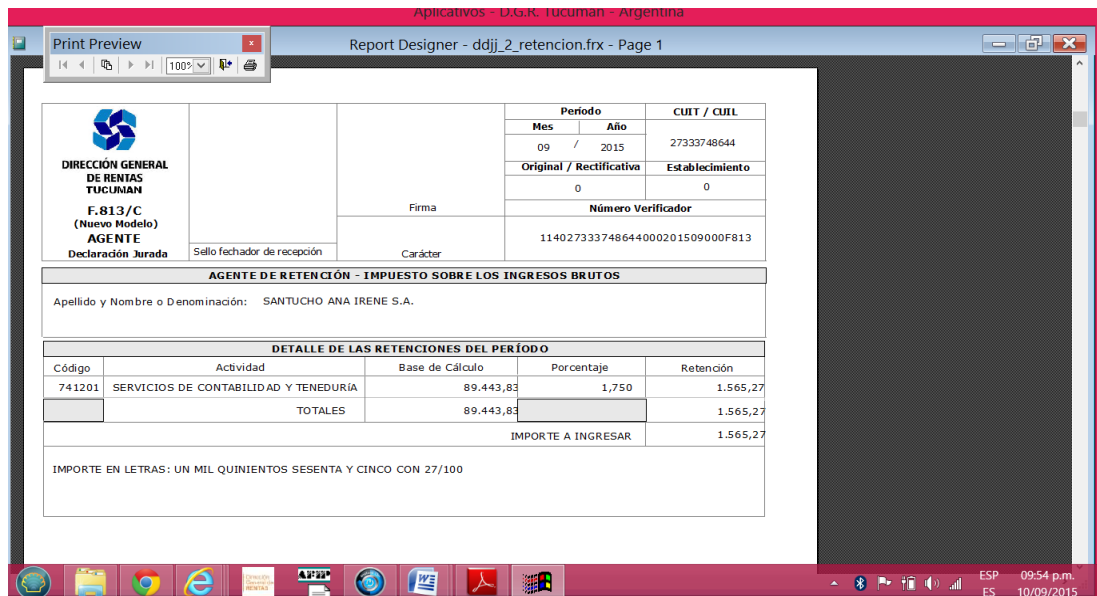 Aplicativos - D.G.R. Tucuman - Argentina
Print Preview
x
Report Designer - ddjj_2_retencion.frx - Page 1
100%
DIRECCIÓN GENERAL
DE RENTAS
TUCUMAN
F.813/C
(Nuevo Modelo)
AGENTE
Declaración Jurada
Sello fechador de recepción
Firma
Carácter
Período
CUIT / CUIL
Mes
Año
09 / 2015
27333748644
Original / Rectificativa
Establecimiento
0
0
Número Verificador
114027333748644000201509000F813
AGENTE DE RETENCIÓN - IMPUESTO SOBRE LOS INGRESOS BRUTOS
Apellido y Nombre o Denominación: SANTUCHO ANA IRENE S.A.
DETALLE DE LAS RETENCIONES DEL PERÍODO
Código Actividad Base de Cálculo Porcentaje Retención
741201 SERVICIOS DE CONTABILIDAD Y TENEDURíA 89.443,83 1,750 1.565,27
TOTALES 89.443,83 1.565,27
IMPORTE A INGRESAR 1.565,27
IMPORTE EN LETRAS: UN MIL QUINIENTOS SESENTA Y CINCO CON 27/100
RENTAS
AFIP
ESP
ES
09:54 p.m.
10/09/2015